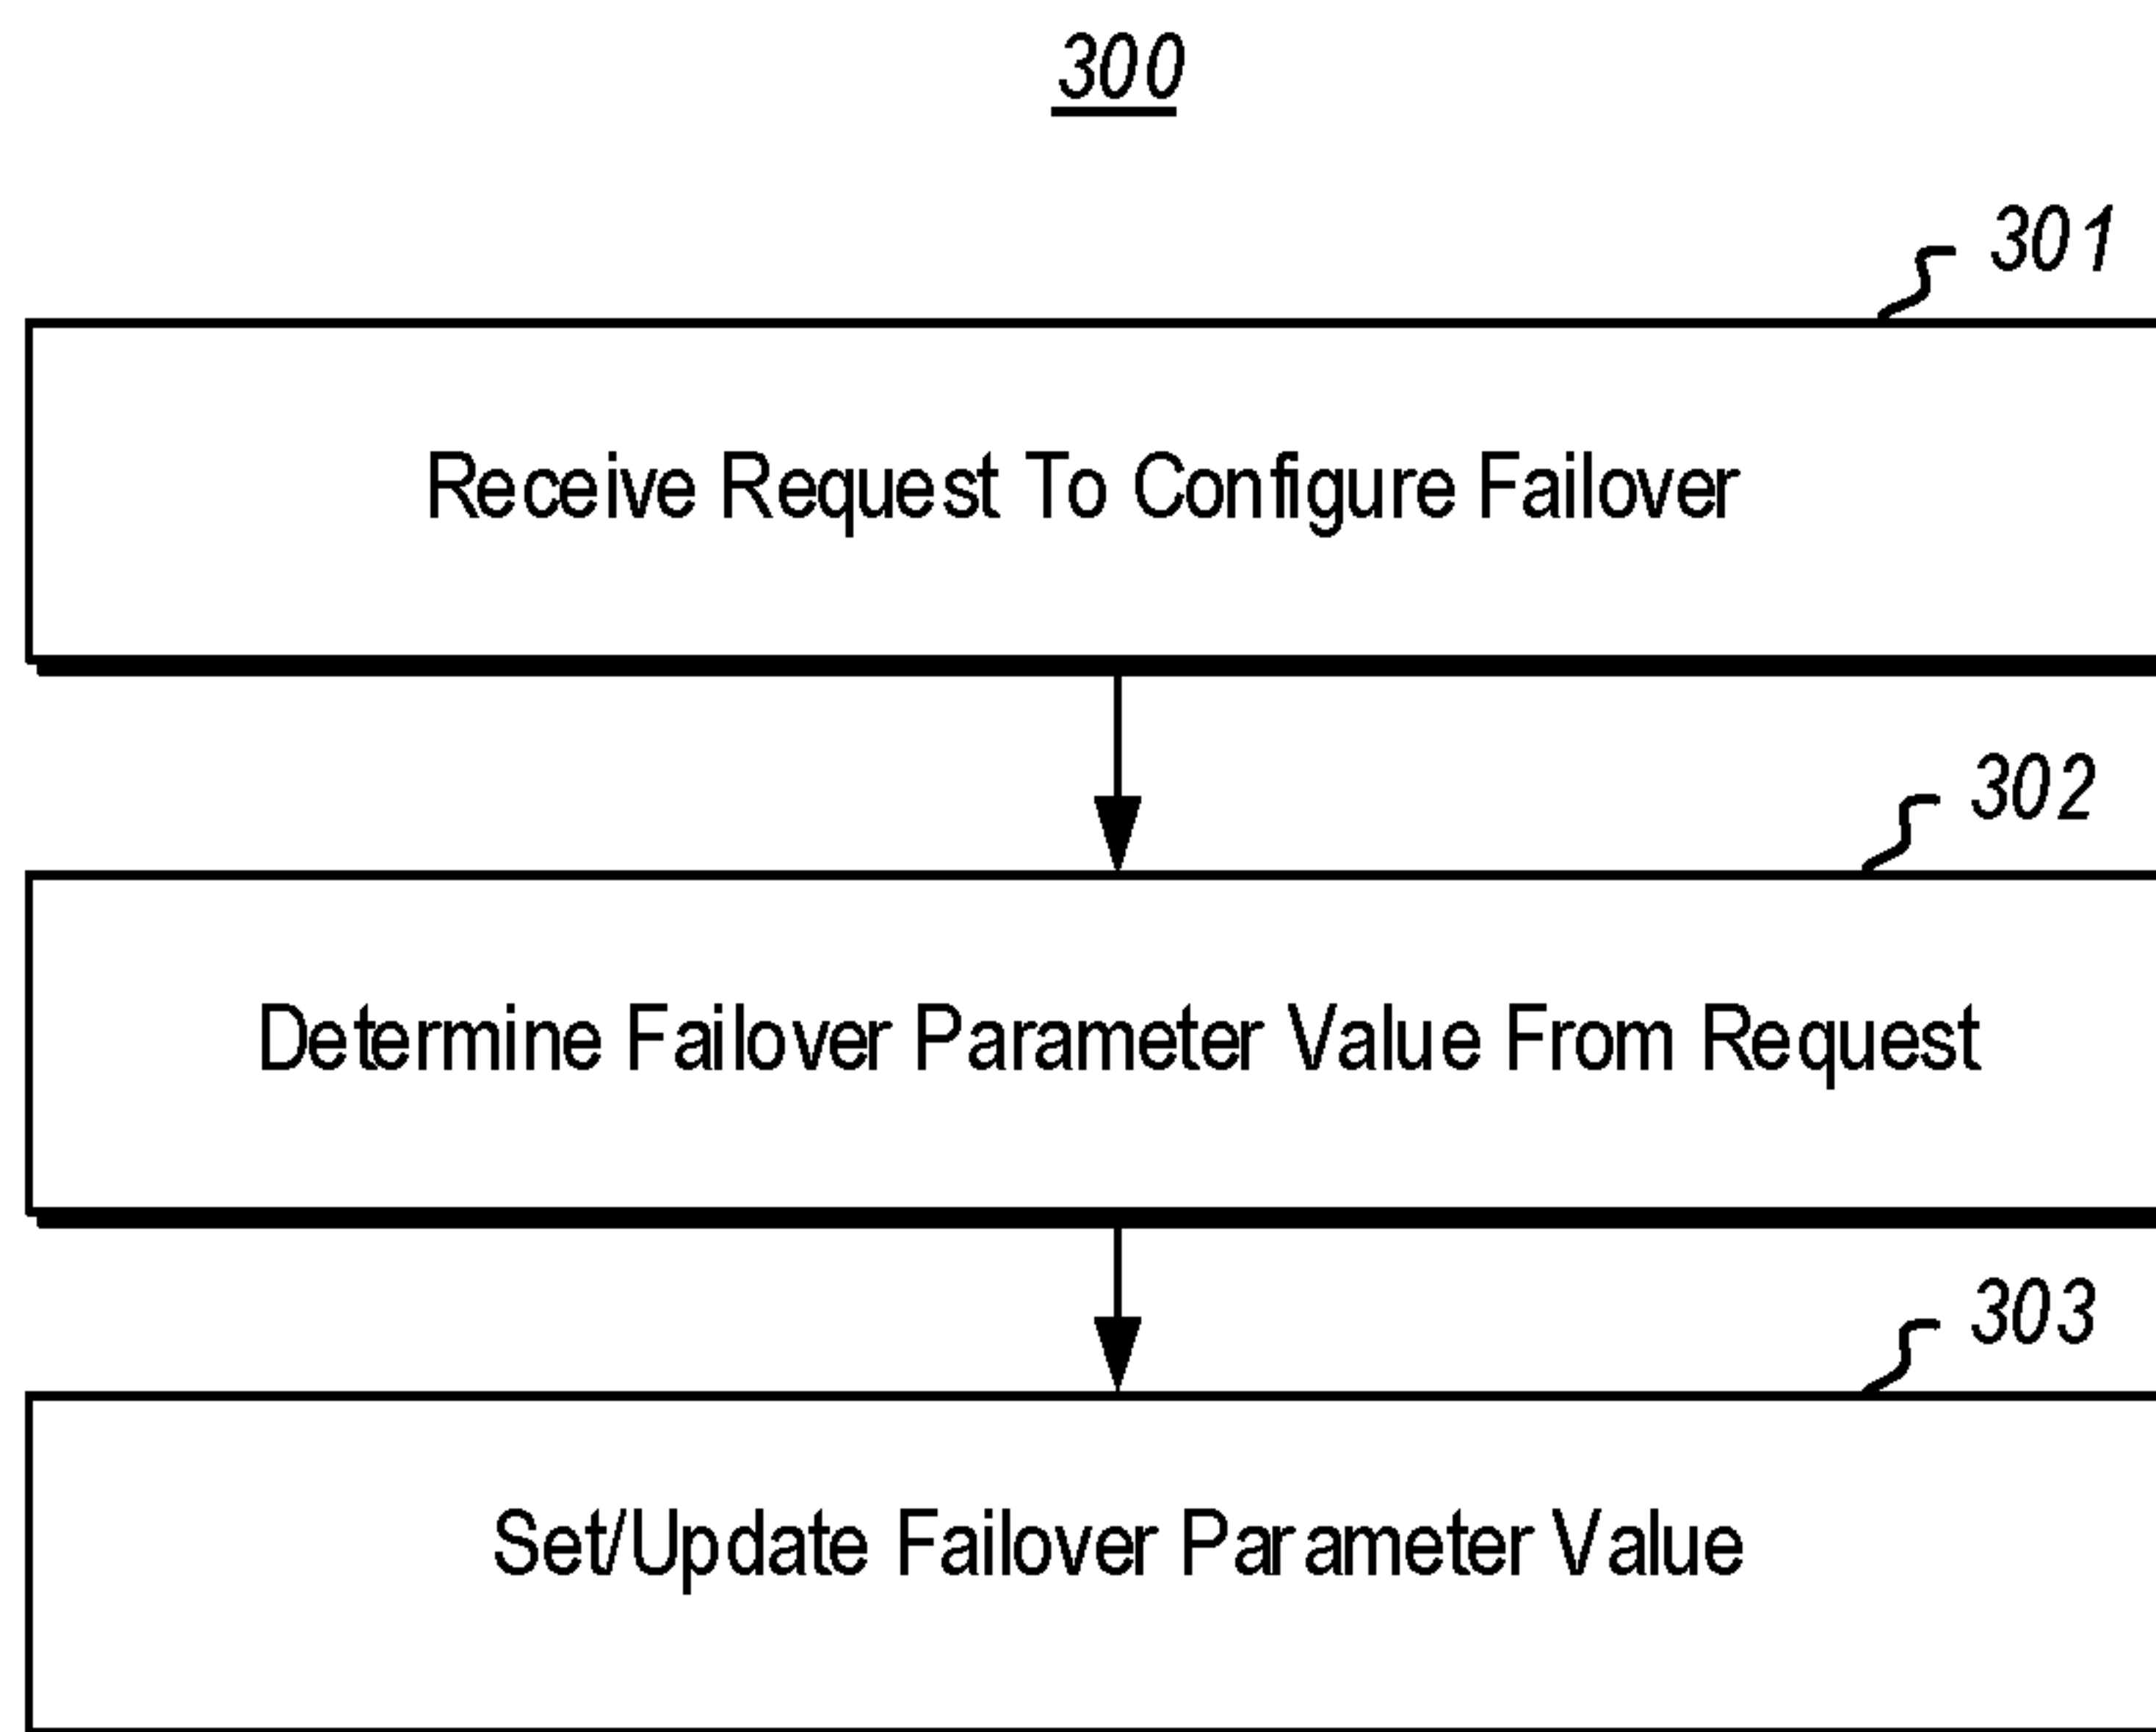 300
301
Receive Request To Configure Failover
302
Determine Failover Parameter Value From Request
303
Set/Update Failover Parameter Value